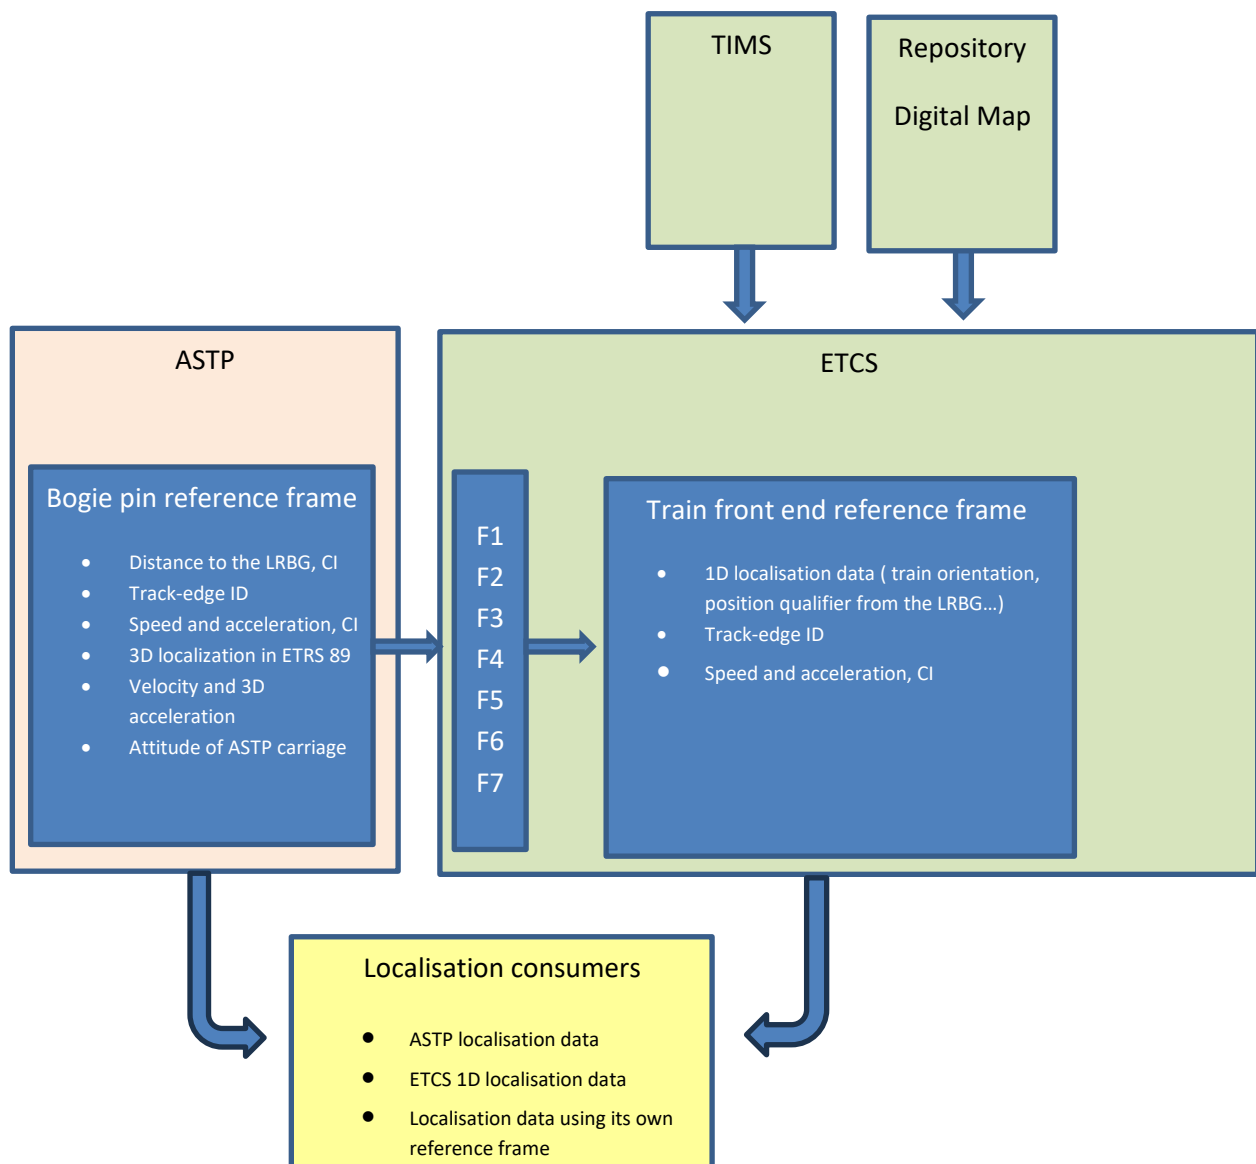 TIMS
Repository
Digital Map
ASTP
ETCS
Bogie pin reference frame
• Distance to the LRBG, CI
• Track-edge ID
• Speed and acceleration, CI
• 3D localization in ETRS 89
• Velocity and 3D
acceleration
• Attitude of ASTP carriage
F1
F2
F3
F4
F5
F6
F7
Train front end reference frame
• 1D localisation data ( train orientation,
position qualifier from the LRBG...)
• Track-edge ID
• Speed and acceleration, CI
Localisation consumers
• ASTP localisation data
• ETCS 1D localisation data
• Localisation data using its own
reference frame